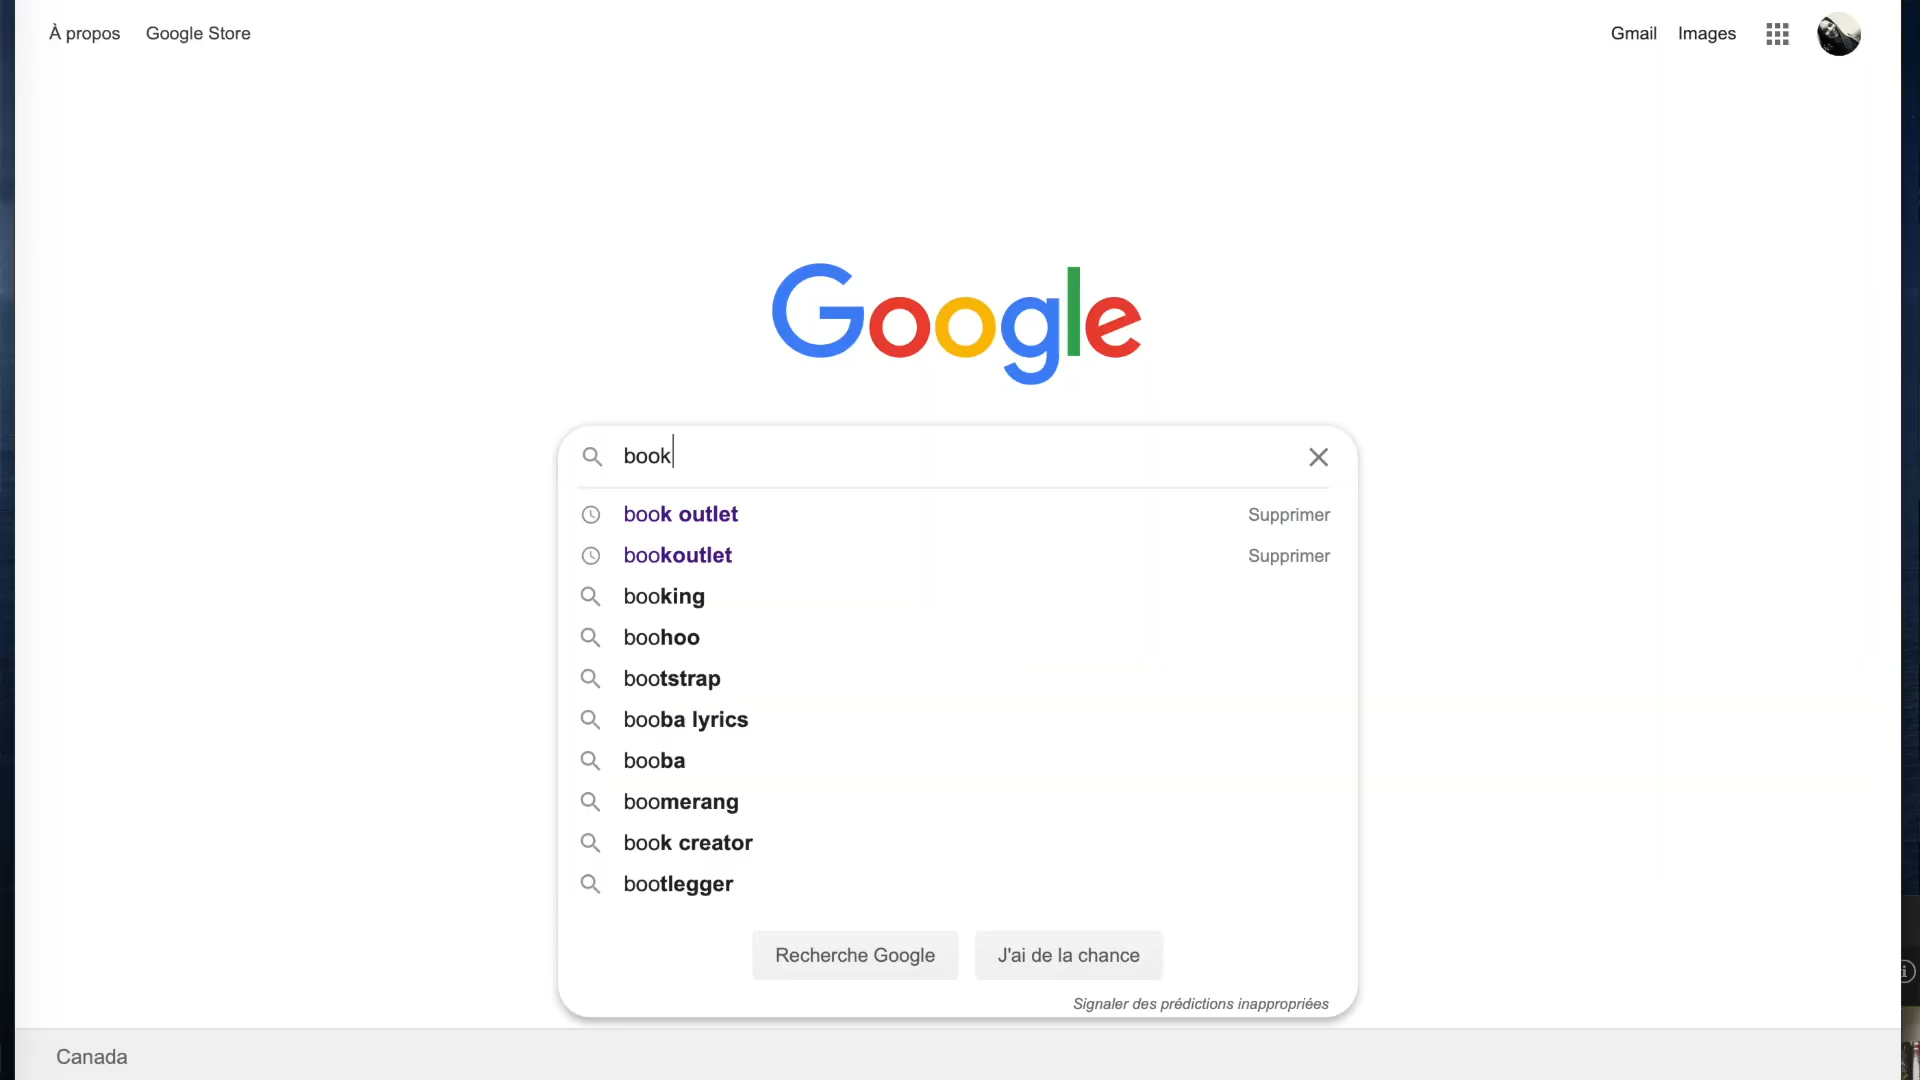 À propos Google Store Gmail Images
Google
book
book outlet Supprimer
bookoutlet Supprimer
booking
boohoo
bootstrap
booba lyrics
booba
boomerang
book creator
bootlegger
Recherche Google J'ai de la chance
Signaler des prédictions inappropriées
Canada